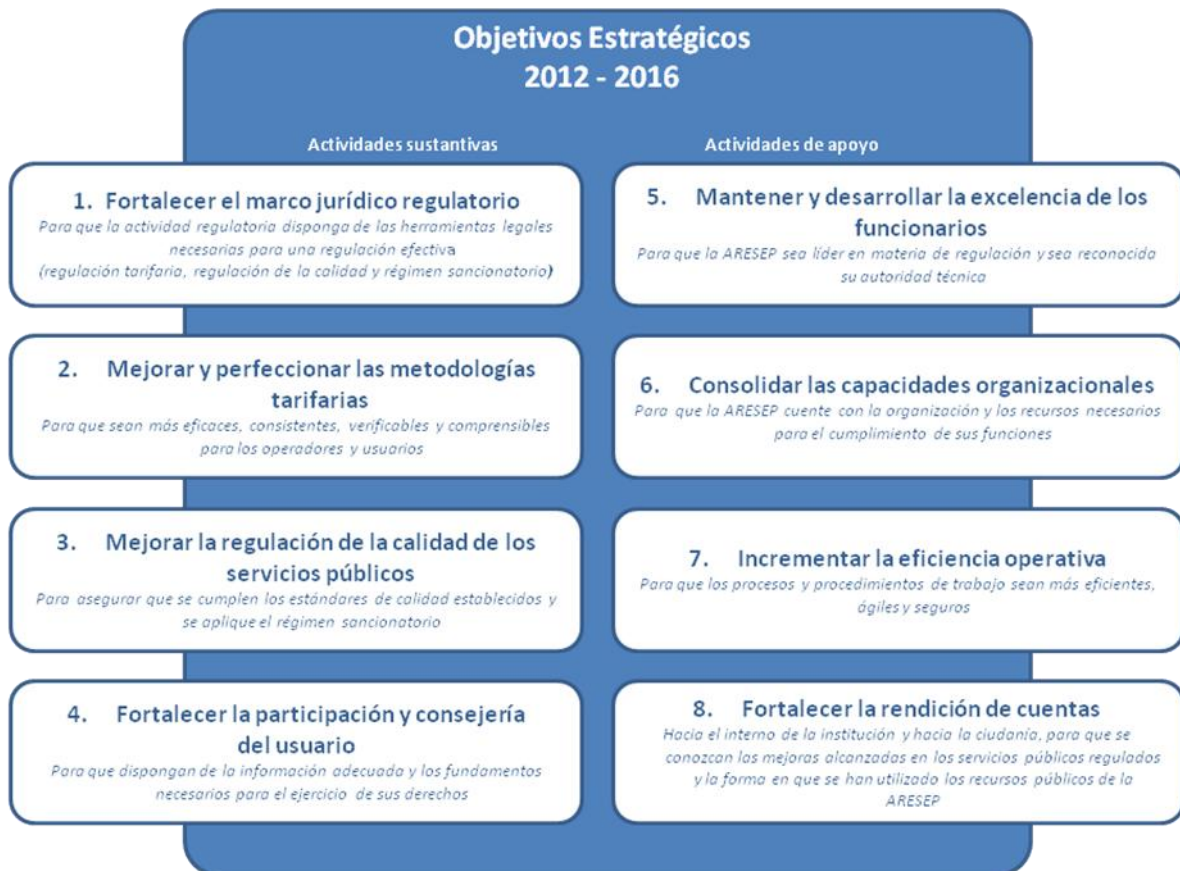 Objetivos Estratégicos
2012 - 2016
Actividades sustantivas
1. Fortalecer el marco jurídico regulatorio
Para que la actividad regulatoria disponga de las herramientas legales
necesarias para una regulación efectiva
(regulación tarifaria, regulación de la calidad y régimen sancionatorio)
2. Mejorar y perfeccionar las metodologías
tarifarias
Para que sean más eficaces, consistentes, verificables y comprensibles
para los operadores y usuarios
3. Mejorar la regulación de la calidad de los
servicios públicos
Para asegurar que se cumplen los estándares de calidad establecidos y
se aplique el régimen sancionatorio
4. Fortalecer la participación y consejería
del usuario
Para que dispongan de la información adecuada y los fundamentos
necesarios para el ejercicio de sus derechos
Actividades de apoyo
5. Mantener y desarrollar la excelencia de los
funcionarios
Para que la ARESEP sea líder en materia de regulación y sea reconocida
su autoridad técnica
6. Consolidar las capacidades organizacionales
Para que la ARESEP cuente con la organización y los recursos necesarios
para el cumplimiento de sus funciones
7. Incrementar la eficiencia operativa
Para que los procesos y procedimientos de trabajo sean más eficientes,
ágiles y seguros
8. Fortalecer la rendición de cuentas
Hacia el interno de la institución y hacia la ciudanía, para que se
conozcan las mejoras alcanzadas en los servicios públicos regulados
y la forma en que se han utilizado los recursos públicos de la
ARESEP